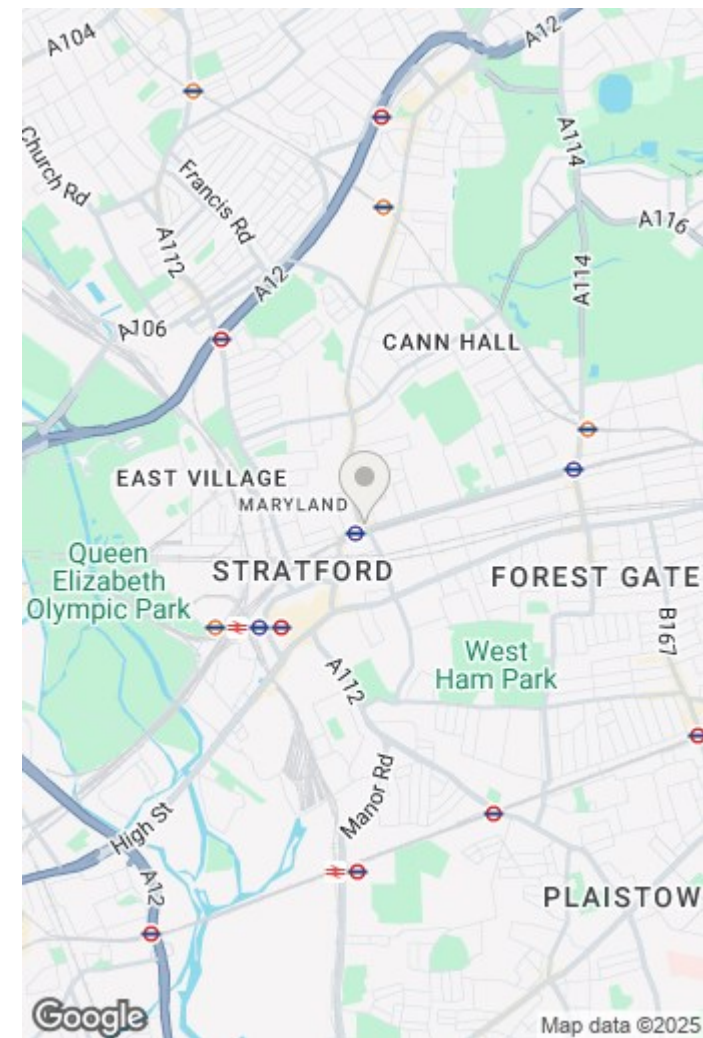 A104
A12
A114
Church Rd
Francis Rd
A116
A112
A12
A114
A106
CANN HALL
EAST VILLAGE
MARYLAND
Queen
Elizabeth
Olympic Park
STRATFORD
FOREST GATE
B167
West
Ham Park
A112
Manor Rd
High St
A12
PLAISTOW
Google
Map data ©2025